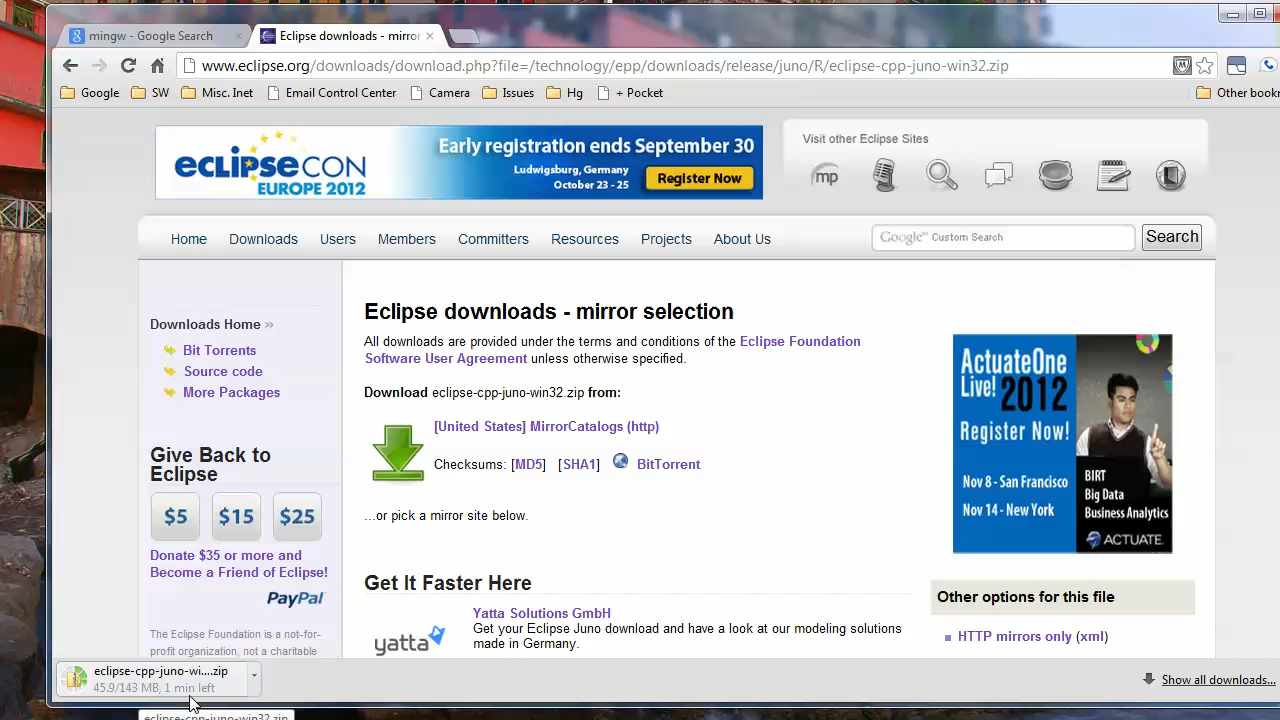 mingw - Google Search
Eclipse downloads - mirror
www.eclipse.org/downloads/download.php?file=/technology/epp/downloads/release/juno/R/eclipse-cpp-juno-win32.zip
Google SW Misc. Inet Email Control Center Camera Issues Hg + Pocket Other bookm
eclipsecon
EUROPE 2012
Early registration ends September 30
Ludwigsburg, Germany
October 23 - 25
Register Now
Visit other Eclipse Sites
mp
Home Downloads Users Members Committers Resources Projects About Us
Google™ Custom Search
Search
Downloads Home »
Bit Torrents
Source code
More Packages
Give Back to
Eclipse
$5 $15 $25
Donate $35 or more and
Become a Friend of Eclipse!
PayPal
The Eclipse Foundation is a not-for-
profit organization, not a charitable
Eclipse downloads - mirror selection
All downloads are provided under the terms and conditions of the Eclipse Foundation
Software User Agreement unless otherwise specified.
Download eclipse-cpp-juno-win32.zip from:
[United States] MirrorCatalogs (http)
Checksums: [MD5] [SHA1] BitTorrent
...or pick a mirror site below.
Get It Faster Here
yatta
Yatta Solutions GmbH
Get your Eclipse Juno download and have a look at our modeling solutions
made in Germany.
ActuateOne
Live! 2012
Register Now!
Nov 8 - San Francisco
Nov 14 - New York
BIRT
Big Data
Business Analytics
ACTUATE
Other options for this file
HTTP mirrors only (xml)
eclipse-cpp-juno-wi....zip
45.9/143 MB, 1 min left
Show all downloads...
eclipse-cpp-juno-win32.zip